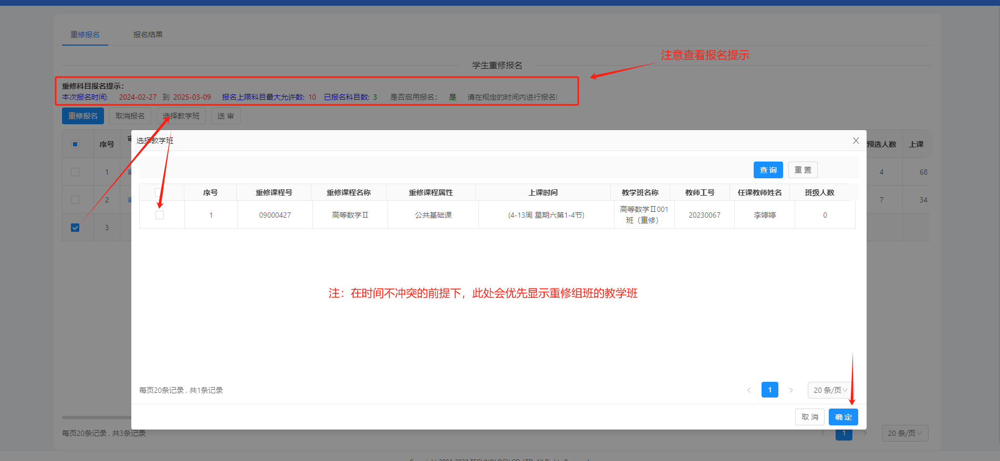 重修报名 报名结果
注意查看报名提示
学生重修报名
重修科目报名提示：
本次报名时间: 2024-02-27 到 2025-03-09 报名上限科目最大允许数: 10 已报名科目数: 3 是否启用报名： 是 请在规定的时间内进行报名!
重修报名 取消报名 选择教学班 送 审
选择教学班 X
序号 预选人数 上课
查 询 重 置
1 4 68
序号 重修课程号 重修课程名称 重修课程属性 上课时间 教学班名称 教师工号 任课教师姓名 班级人数
2 7 34
1 09000427 高等数学Ⅱ 公共基础课 (4-13周 星期六第1-4节) 高等数学Ⅱ001 20230067 李婷婷 0
班（重修）
3
注：在时间不冲突的前提下，此处会优先显示重修组班的教学班
每页20条记录 , 共1条记录 < 1 > 20 条/页
取 消 确 定
每页20条记录 , 共3条记录 < 1 > 20 条/页